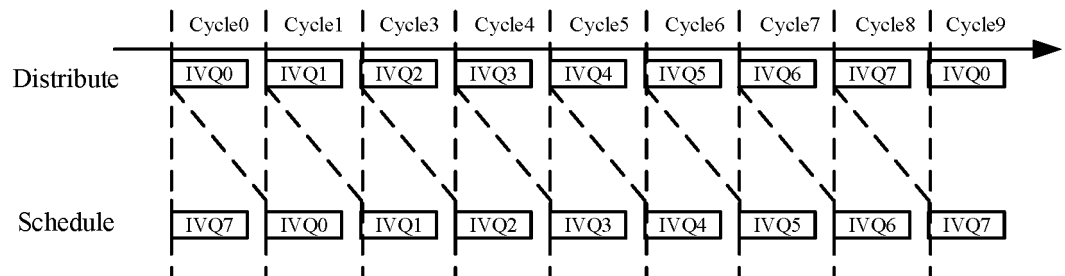 Cycle0 Cycle1 Cycle3 Cycle4 Cycle5 Cycle6 Cycle7 Cycle8 Cycle9
Distribute IVQ0 IVQ1 IVQ2 IVQ3 IVQ4 IVQ5 IVQ6 IVQ7 IVQ0
Schedule IVQ7 IVQ0 IVQ1 IVQ2 IVQ3 IVQ4 IVQ5 IVQ6 IVQ7